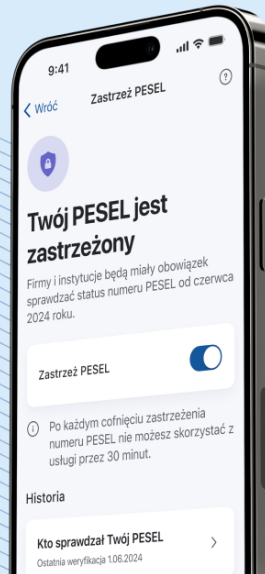 9:41
Wróć
Zastrzeż PESEL
Twój PESEL jest
zastrzeżony
Firmy i instytucje będą miały obowiązek
sprawdzać status numeru PESEL od czerwca
2024 roku.
Zastrzeż PESEL
Po każdym cofnięciu zastrzeżenia
numeru PESEL nie możesz skorzystać z
usługi przez 30 minut.
Historia
Kto sprawdzał Twój PESEL
Ostatnia weryfikacja 1.06.2024